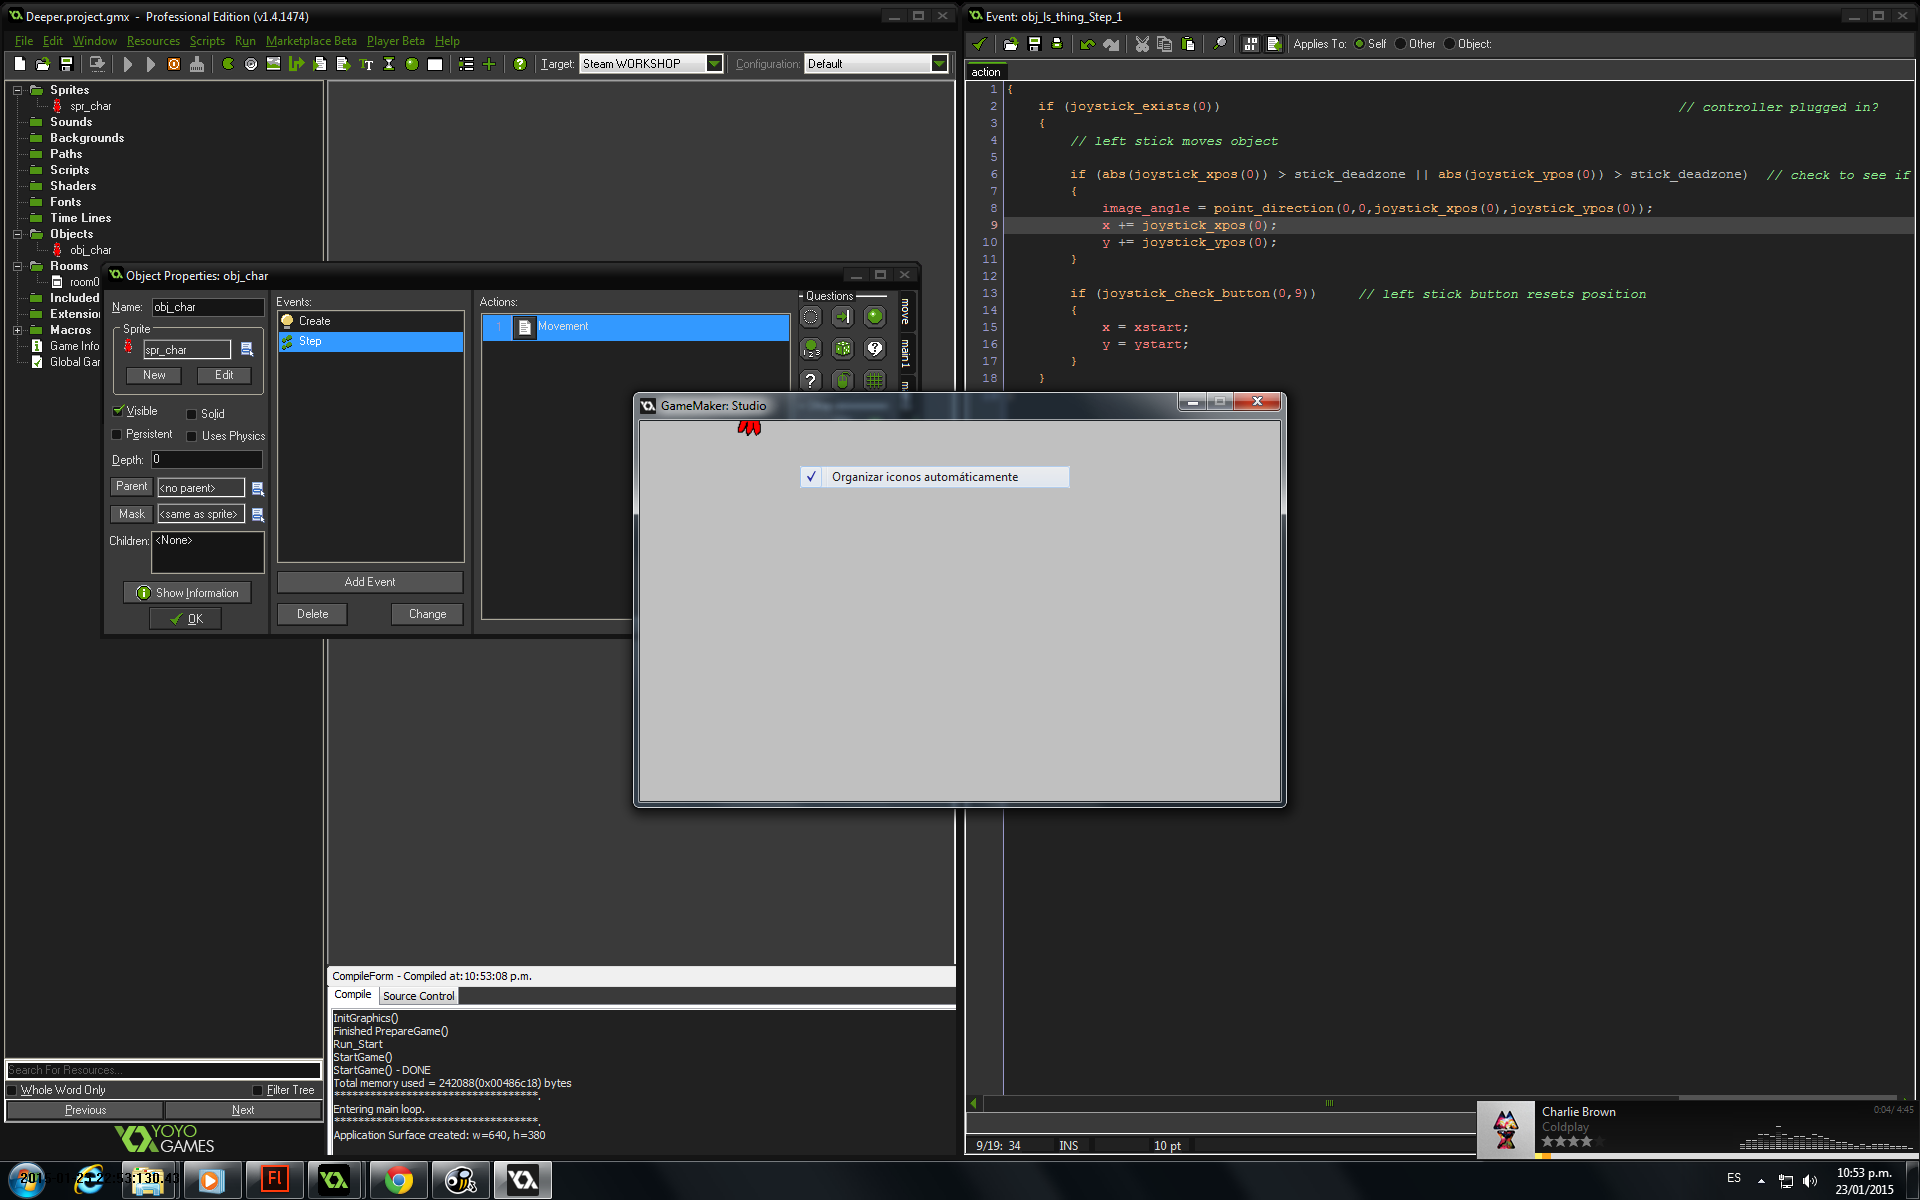 Deeper.project.gmx - Professional Edition (v1.4.1474)
File Edit Window Resources Scripts Run Marketplace Beta Player Beta Help
Target: Steam WORKSHOP Configuration: Default
Sprites
spr_char
Sounds
Backgrounds
Paths
Scripts
Shaders
Fonts
Time Lines
Objects
obj_char
Rooms
room0
Included
Extensio
Macros
Game Info
Global Gar
Object Properties: obj_char
Name: obj_char
Sprite
spr_char
New Edit
Visible Solid
Persistent Uses Physics
Depth: 0
Parent <no parent>
Mask <same as sprite>
Children: <None>
Show Information
OK
Events:
Create
Step
Add Event
Delete Change
Actions:
1 Movement
Questions
move
main1
GameMaker: Studio
✓ Organizar iconos automáticamente
Event: obj_ls_thing_Step_1
Applies To: Self Other Object:
action
1 {
2 if (joystick_exists(0)) // controller plugged in?
3 {
4 // left stick moves object
5
6 if (abs(joystick_xpos(0)) > stick_deadzone || abs(joystick_ypos(0)) > stick_deadzone) // check to see if
7 {
8 image_angle = point_direction(0,0,joystick_xpos(0),joystick_ypos(0));
9 x += joystick_xpos(0);
10 y += joystick_ypos(0);
11 }
12
13 if (joystick_check_button(0,9)) // left stick button resets position
14 {
15 x = xstart;
16 y = ystart;
17 }
18 }
9/19: 34 INS 10 pt
CompileForm - Compiled at: 10:53:08 p.m.
Compile Source Control
InitGraphics()
Finished PrepareGame()
Run_Start
StartGame()
StartGame() - DONE
Total memory used = 242088(0x00486c18) bytes
***********************************.
Entering main loop.
***********************************.
Application Surface created: w=640, h=380
Search For Resources...
Whole Word Only Filter Tree
Previous Next
YOYO
GAMES
Charlie Brown 0:04/ 4:45
Coldplay
Fl
ES
10:53 p.m.
23/01/2015